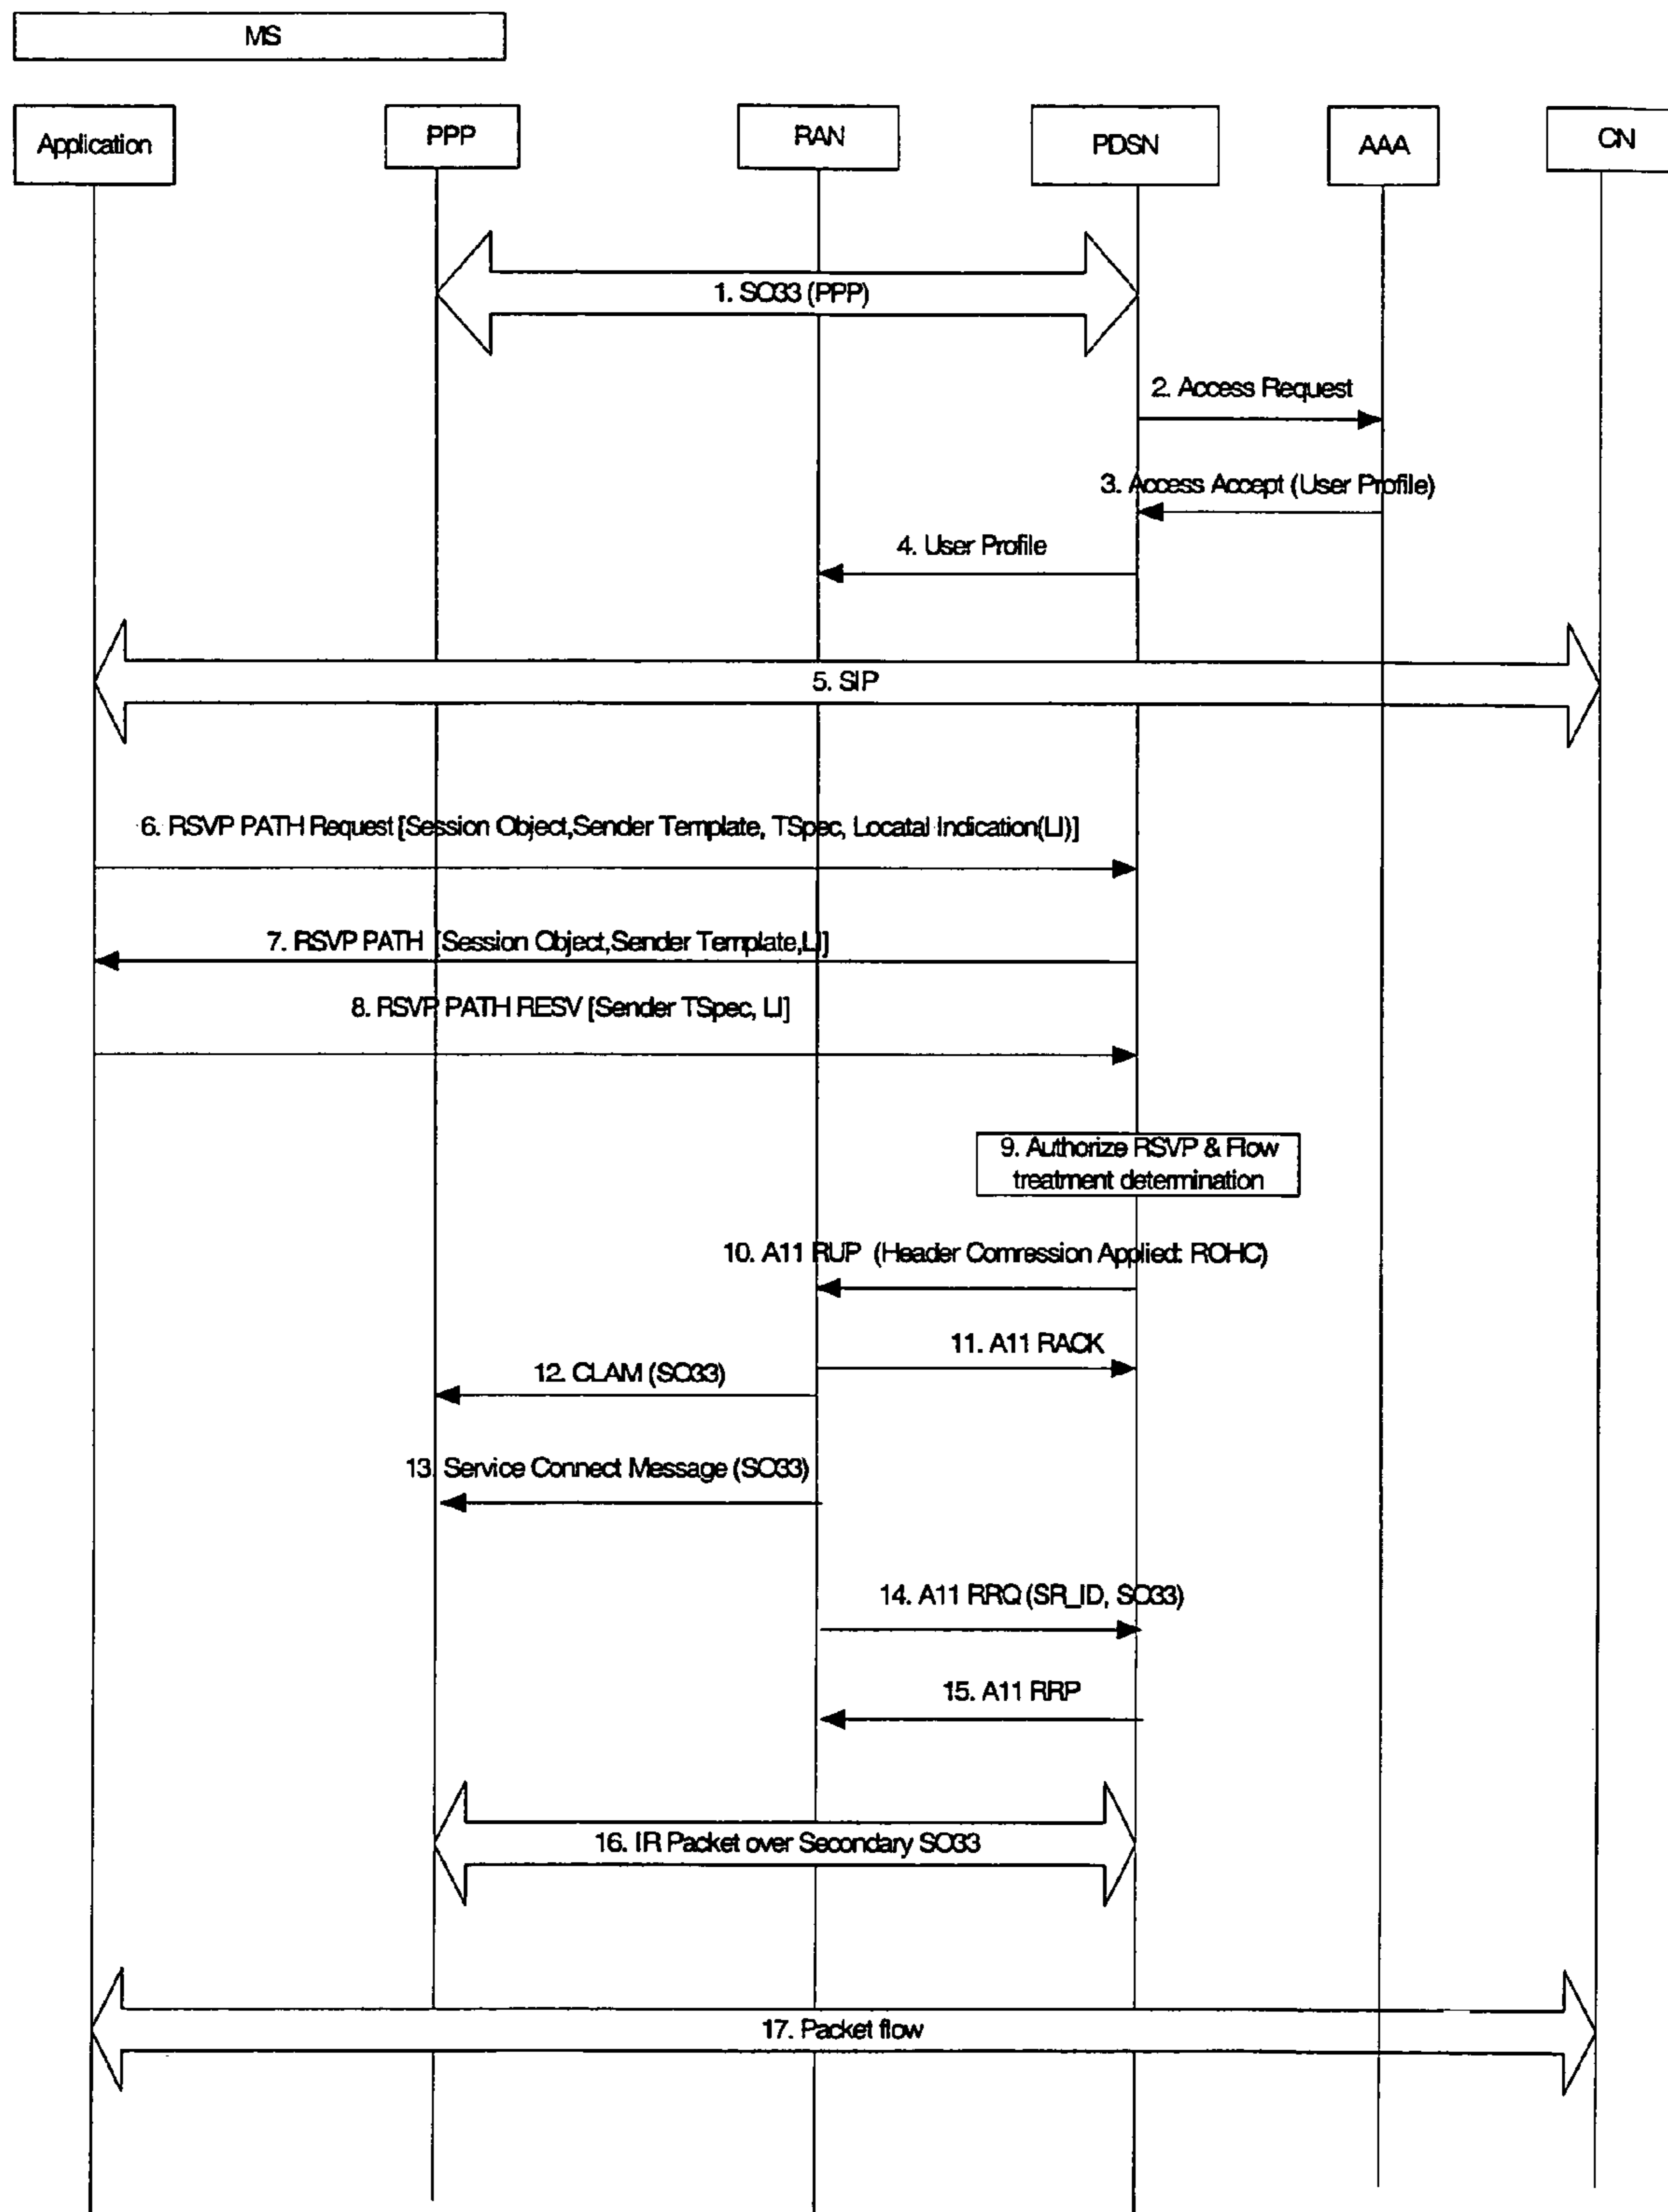 MS
Application
PPP
RAN
PDSN
AAA
CN
1. SO33 (PPP)
2. Access Request
3. Access Accept (User Profile)
4. User Profile
5. SIP
6. RSVP PATH Request [Session Object,Sender Template, TSpec, Locatal Indication(LI)]
7. RSVP PATH [Session Object,Sender Template,LI]
8. RSVP PATH RESV [Sender TSpec, LI]
9. Authorize RSVP & Flow
treatment determination
10. A11 RUP (Header Comression Applied: ROHC)
11. A11 RACK
12. CLAM (SO33)
13. Service Connect Message (SO33)
14. A11 RRQ (SR_ID, SO33)
15. A11 RRP
16. IR Packet over Secondary SO33
17. Packet flow